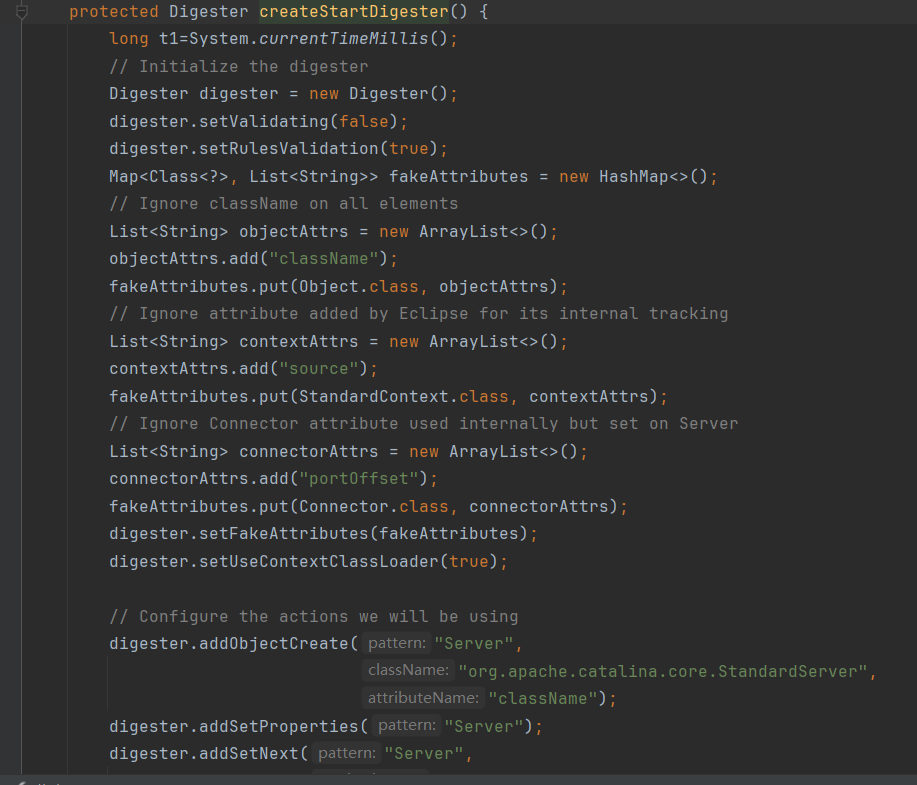 protected Digester createStartDigester() {
long t1=System.currentTimeMillis();
// Initialize the digester
Digester digester = new Digester();
digester.setValidating(false);
digester.setRulesValidation(true);
Map<Class<?>, List<String>> fakeAttributes = new HashMap<>();
// Ignore className on all elements
List<String> objectAttrs = new ArrayList<>();
objectAttrs.add("className");
fakeAttributes.put(Object.class, objectAttrs);
// Ignore attribute added by Eclipse for its internal tracking
List<String> contextAttrs = new ArrayList<>();
contextAttrs.add("source");
fakeAttributes.put(StandardContext.class, contextAttrs);
// Ignore Connector attribute used internally but set on Server
List<String> connectorAttrs = new ArrayList<>();
connectorAttrs.add("portOffset");
fakeAttributes.put(Connector.class, connectorAttrs);
digester.setFakeAttributes(fakeAttributes);
digester.setUseContextClassLoader(true);
// Configure the actions we will be using
digester.addObjectCreate( pattern: "Server",
className: "org.apache.catalina.core.StandardServer",
attributeName: "className");
digester.addSetProperties( pattern: "Server");
digester.addSetNext( pattern: "Server",